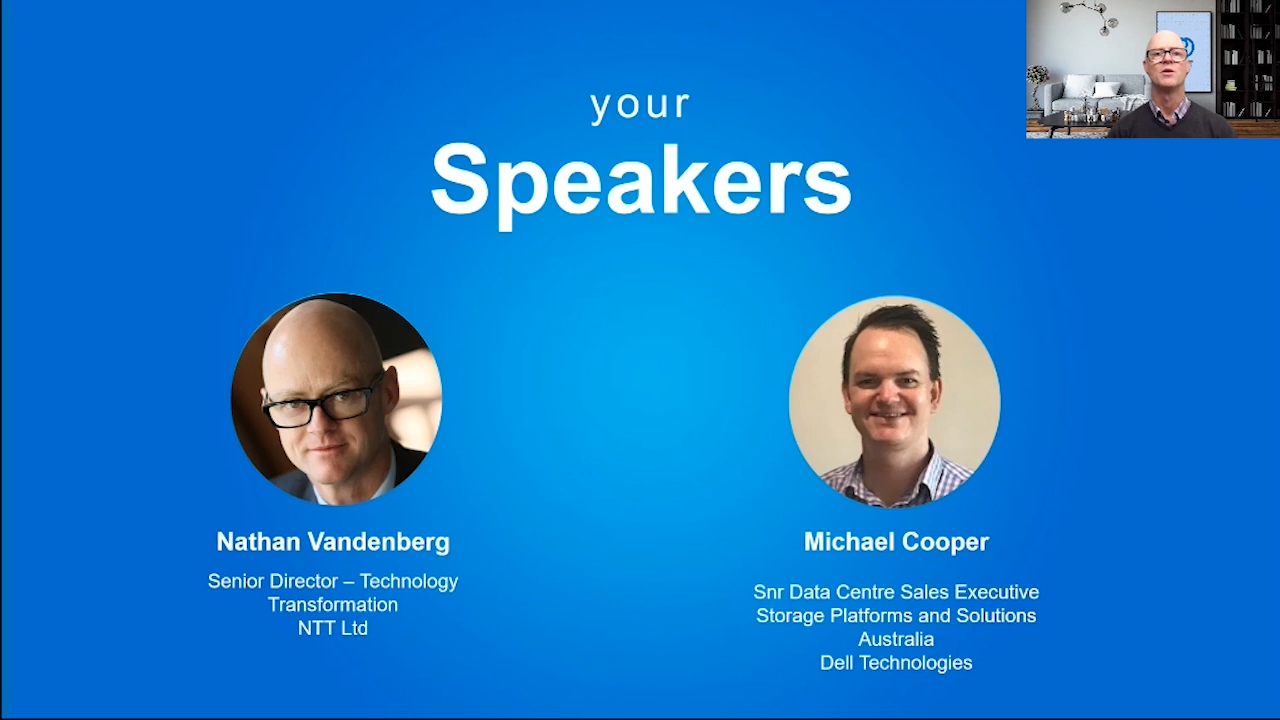 your
Speakers
Nathan Vandenberg
Senior Director – Technology
Transformation
NTT Ltd
Michael Cooper
Snr Data Centre Sales Executive
Storage Platforms and Solutions
Australia
Dell Technologies